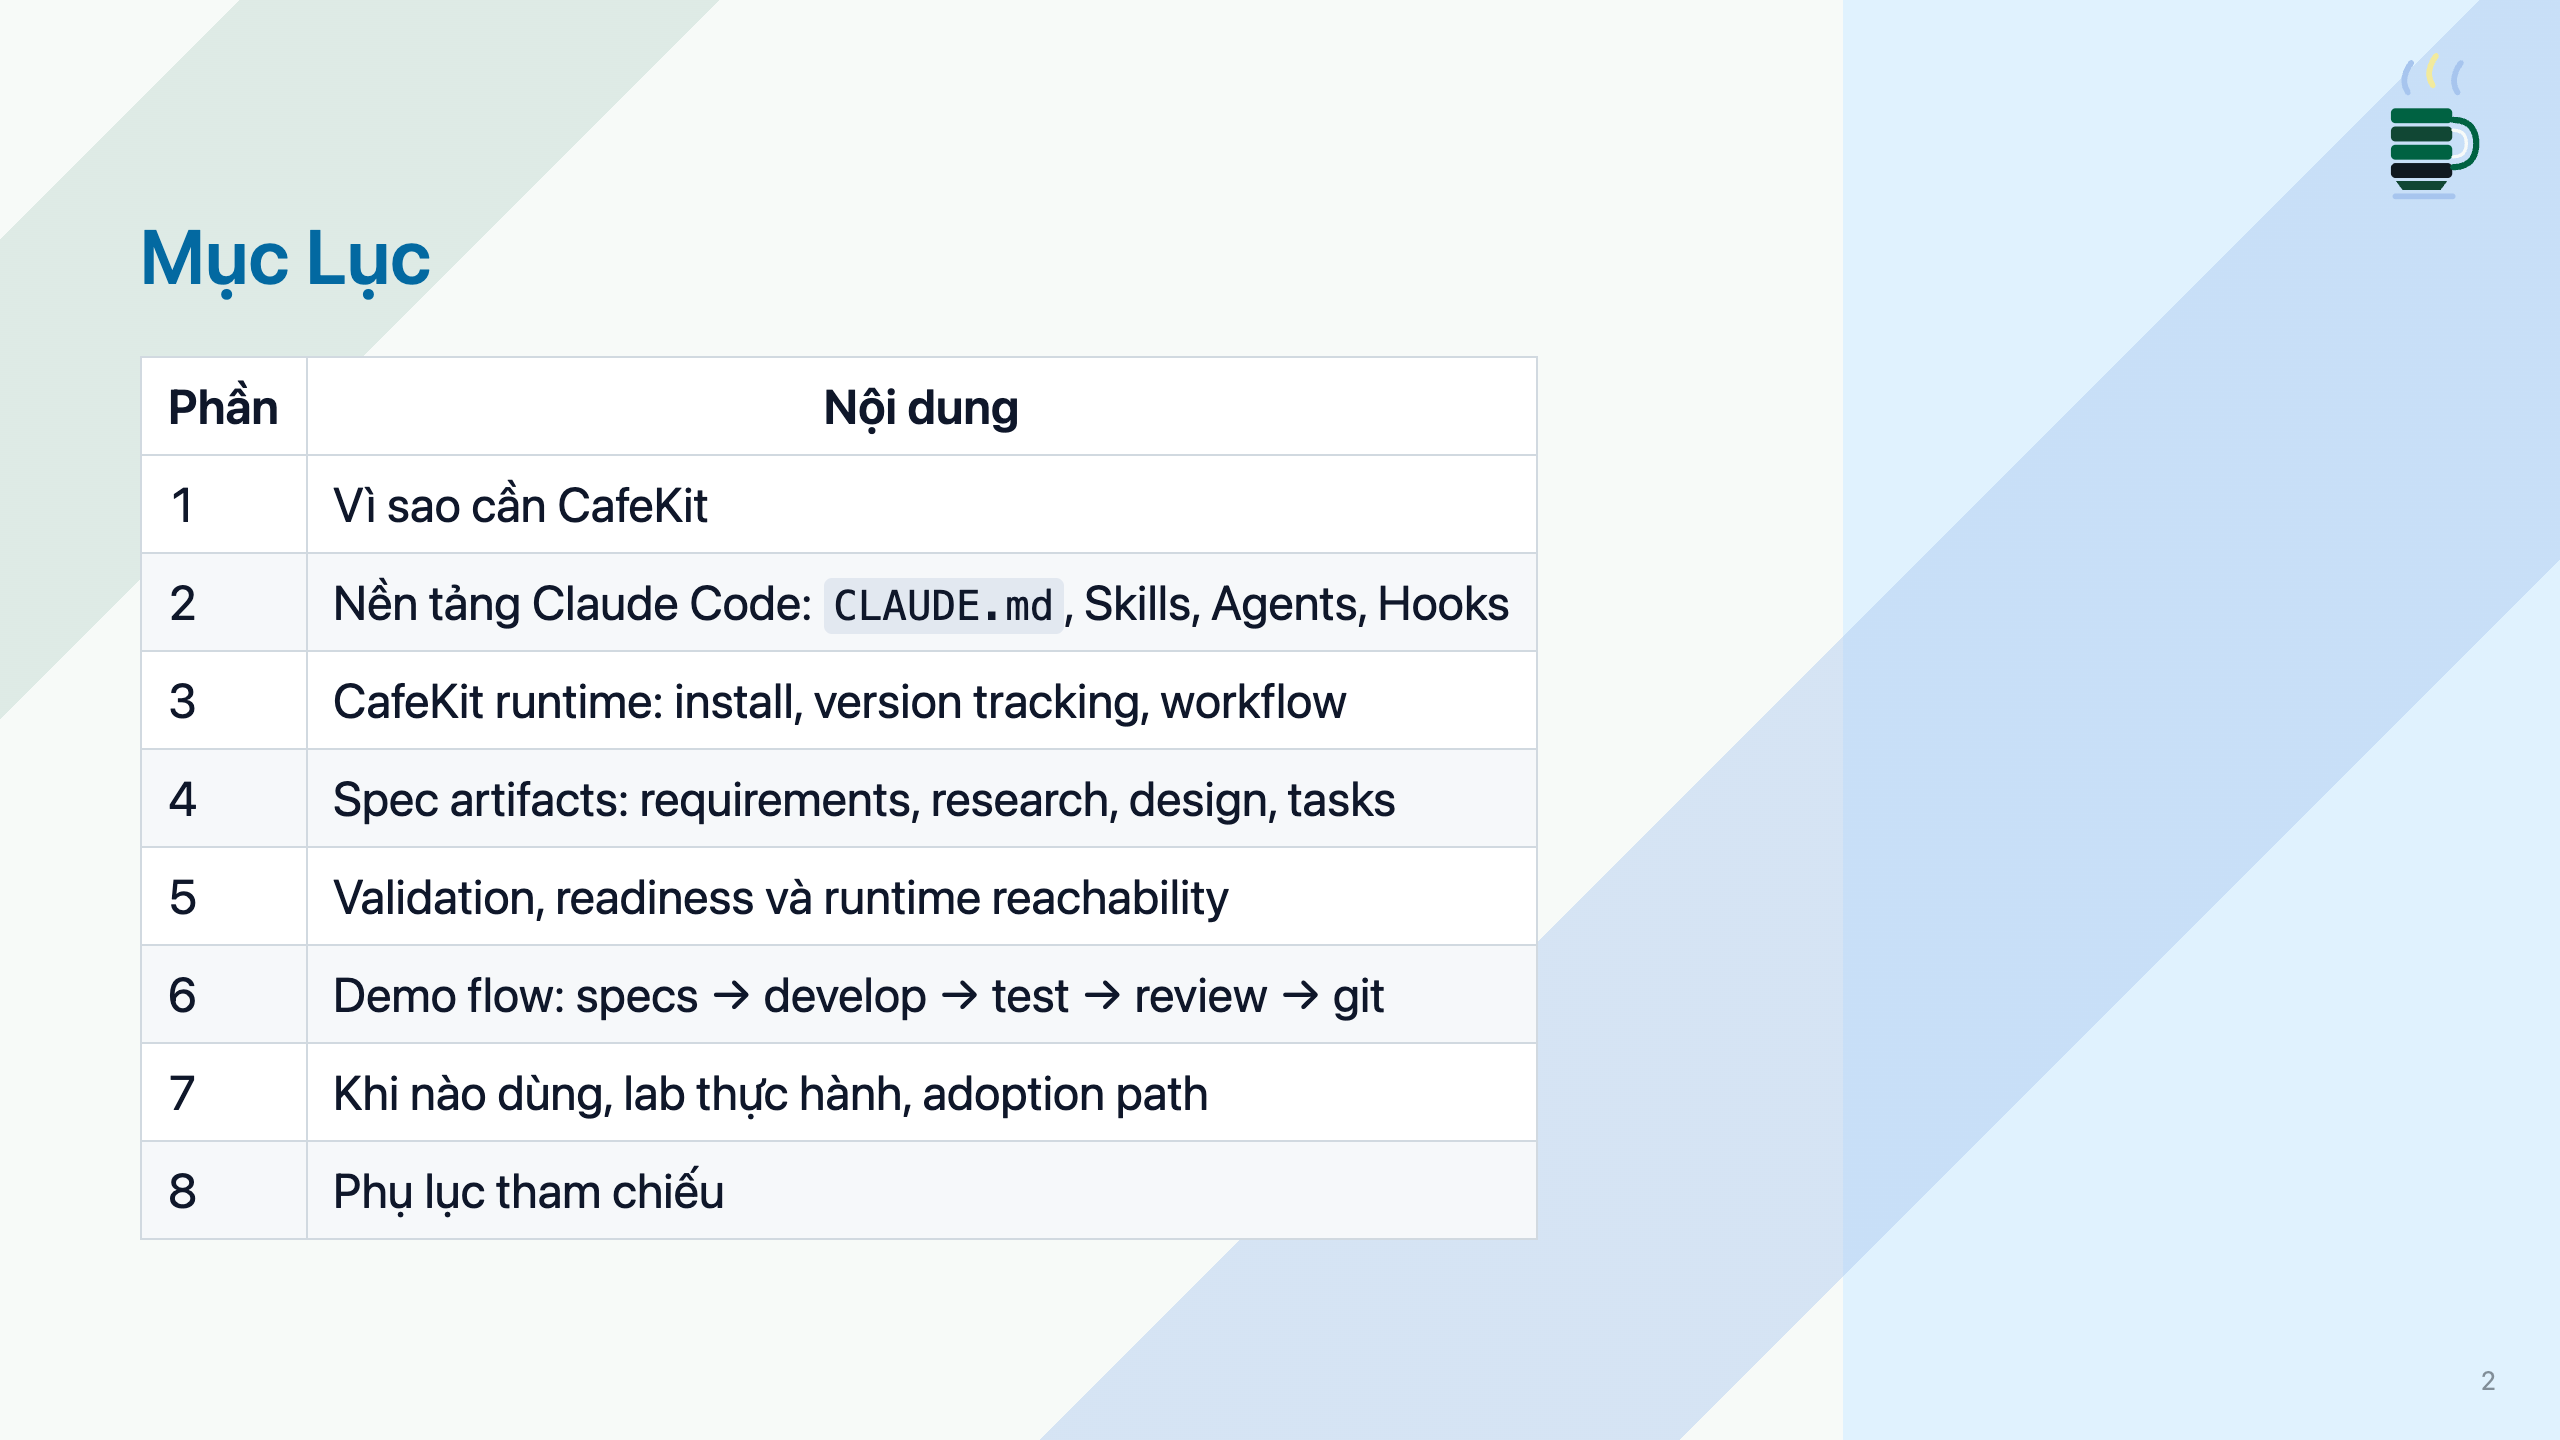 Mục Lục
Phần Nội dung
1 Vì sao cần CafeKit
2 Nền tảng Claude Code: CLAUDE.md, Skills, Agents, Hooks
3 CafeKit runtime: install, version tracking, workflow
4 Spec artifacts: requirements, research, design, tasks
5 Validation, readiness và runtime reachability
6 Demo flow: specs → develop → test → review → git
7 Khi nào dùng, lab thực hành, adoption path
8 Phụ lục tham chiếu
2